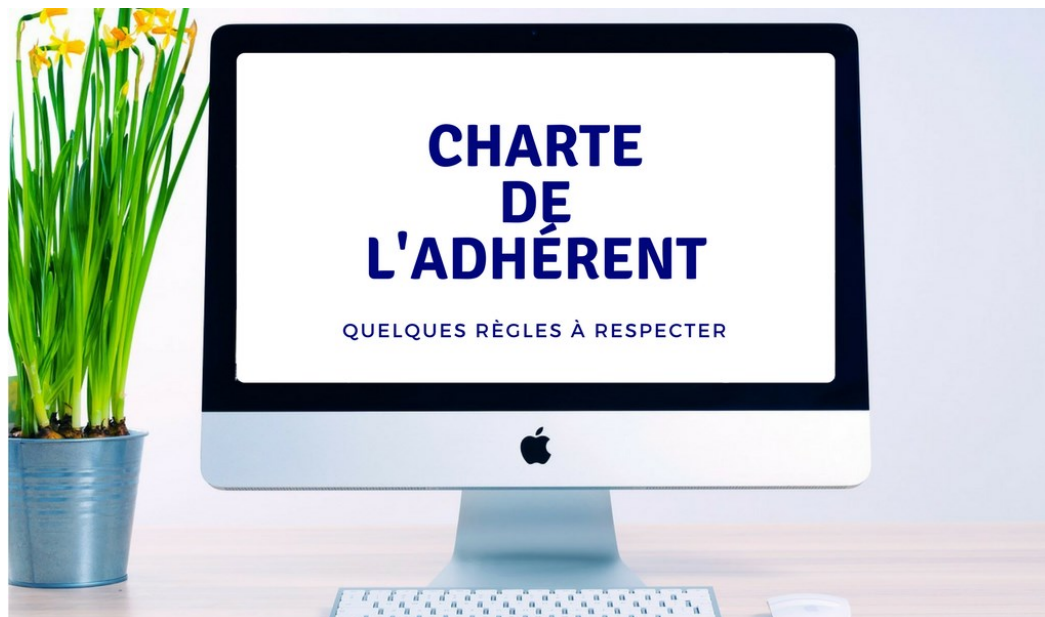 CHARTE
DE
L'ADHÉRENT
QUELQUES RÈGLES À RESPECTER